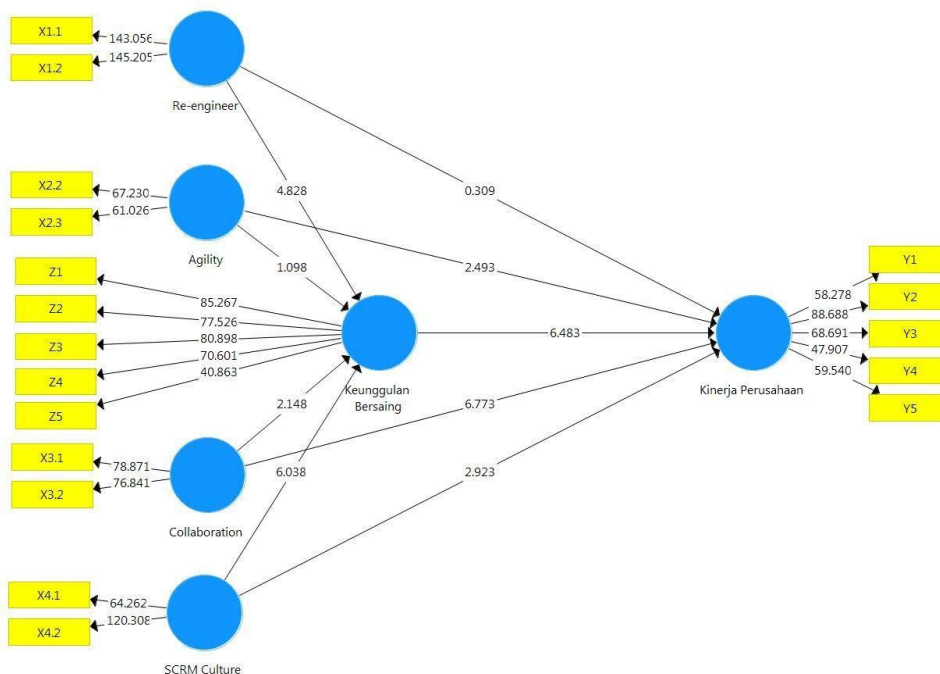 X1.1
143.056
X1.2
145.205
Re-engineer
4.828
0.309
X2.2
67.230
X2.3
61.026
Agility
1.098
2.493
Z1
85.267
Z2
77.526
Z3
80.898
Z4
70.601
Z5
40.863
Keunggulan
Bersaing
6.483
Kinerja Perusahaan
Y1
58.278
Y2
88.688
Y3
68.691
Y4
47.907
Y5
59.540
2.148
6.773
X3.1
78.871
X3.2
76.841
Collaboration
6.038
2.923
X4.1
64.262
X4.2
120.308
SCRM Culture